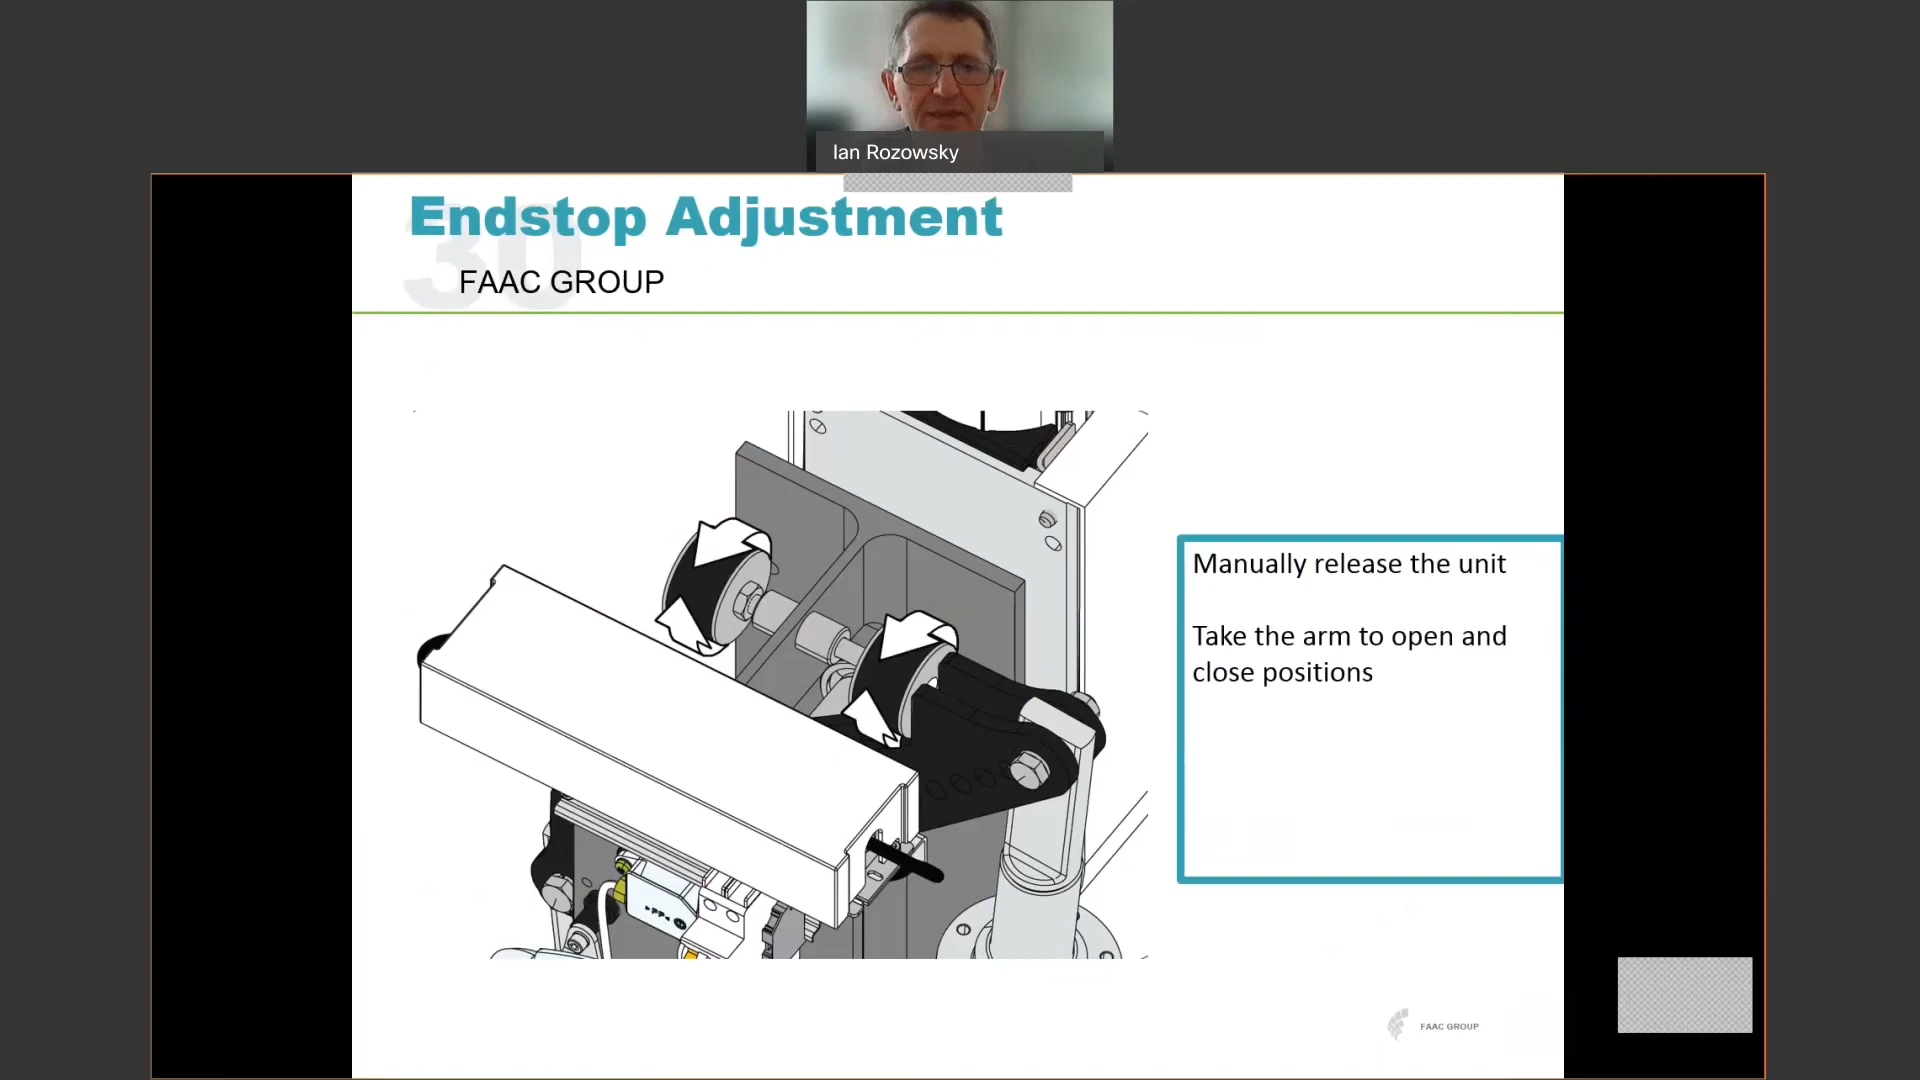 Ian Rozowsky
Endstop Adjustment
30
FAAC GROUP
Manually release the unit
Take the arm to open and
close positions
FAAC GROUP